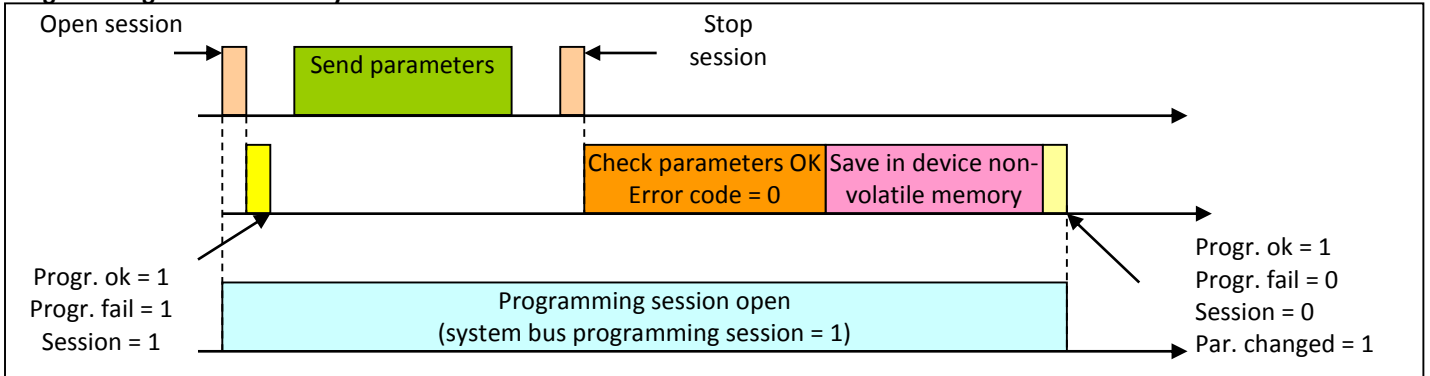 Open session
Stop
session
Send parameters
Check parameters OK
Error code = 0
Save in device non-
volatile memory
Progr. ok = 1
Progr. fail = 1
Session = 1
Programming session open
(system bus programming session = 1)
Progr. ok = 1
Progr. fail = 0
Session = 0
Par. changed = 1